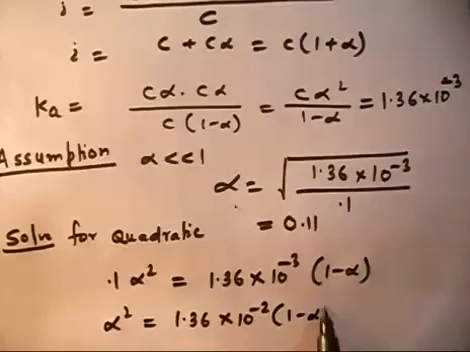 i = ――― / C
i = C + Cα = C(1+α)
Ka = Cα . Cα / C(1-α) = Cα² / 1-α = 1.36×10⁻³
Assumption α<<1
α = √(1.36×10⁻³ / .1)
Solve for Quadratic = 0.11
.1 α² = 1.36×10⁻³ (1-α)
α² = 1.36×10⁻² (1-α